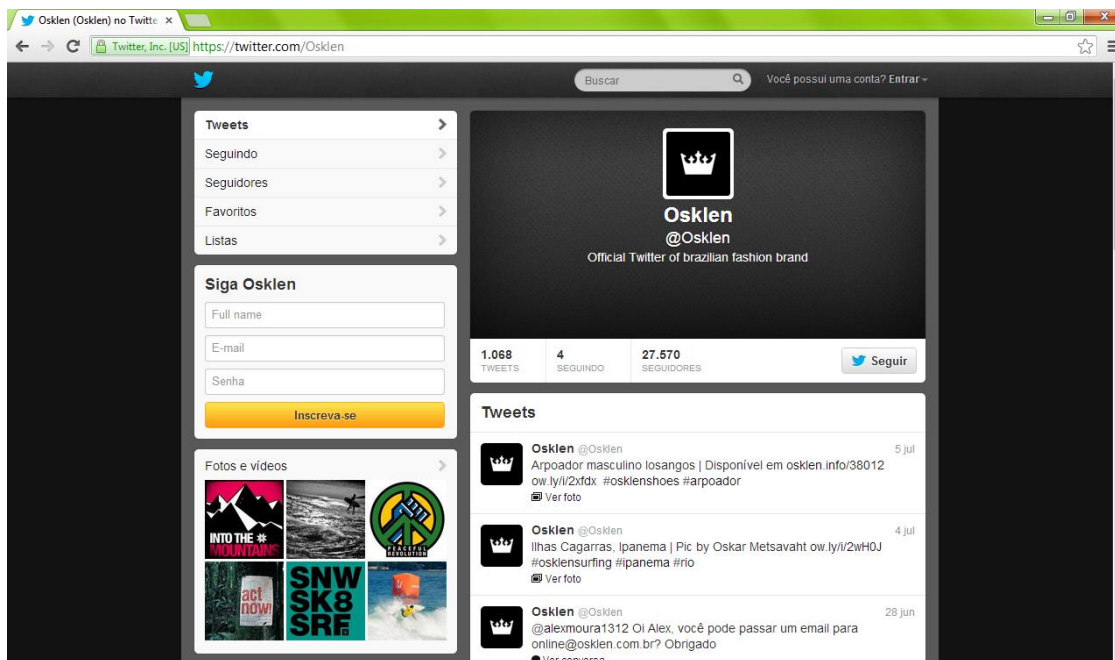 Osklen (Osklen) no Twitte
Twitter, Inc. [US] https://twitter.com/Osklen
Buscar
Você possui uma conta? Entrar
Tweets
Seguindo
Seguidores
Favoritos
Listas
Siga Osklen
Full name
E-mail
Senha
Inscreva-se
Fotos e vídeos
INTO THE #
MOUNTAINS
PEACEFUL
REVOLUTION
act
now!
SNW
SK8
SRF
Osklen
@Osklen
Official Twitter of brazilian fashion brand
1.068
TWEETS
4
SEGUINDO
27.570
SEGUIDORES
Seguir
Tweets
Osklen @Osklen 5 jul
Arpoador masculino losangos | Disponível em osklen.info/38012
ow.ly/i/2xfdx #osklenshoes #arpoador
Ver foto
Osklen @Osklen 4 jul
Ilhas Cagarras, Ipanema | Pic by Oskar Metsavaht ow.ly/i/2wH0J
#osklensurfing #ipanema #rio
Ver foto
Osklen @Osklen 28 jun
@alexmoura1312 Oi Alex, você pode passar um email para
online@osklen.com.br? Obrigado
Ver conversa